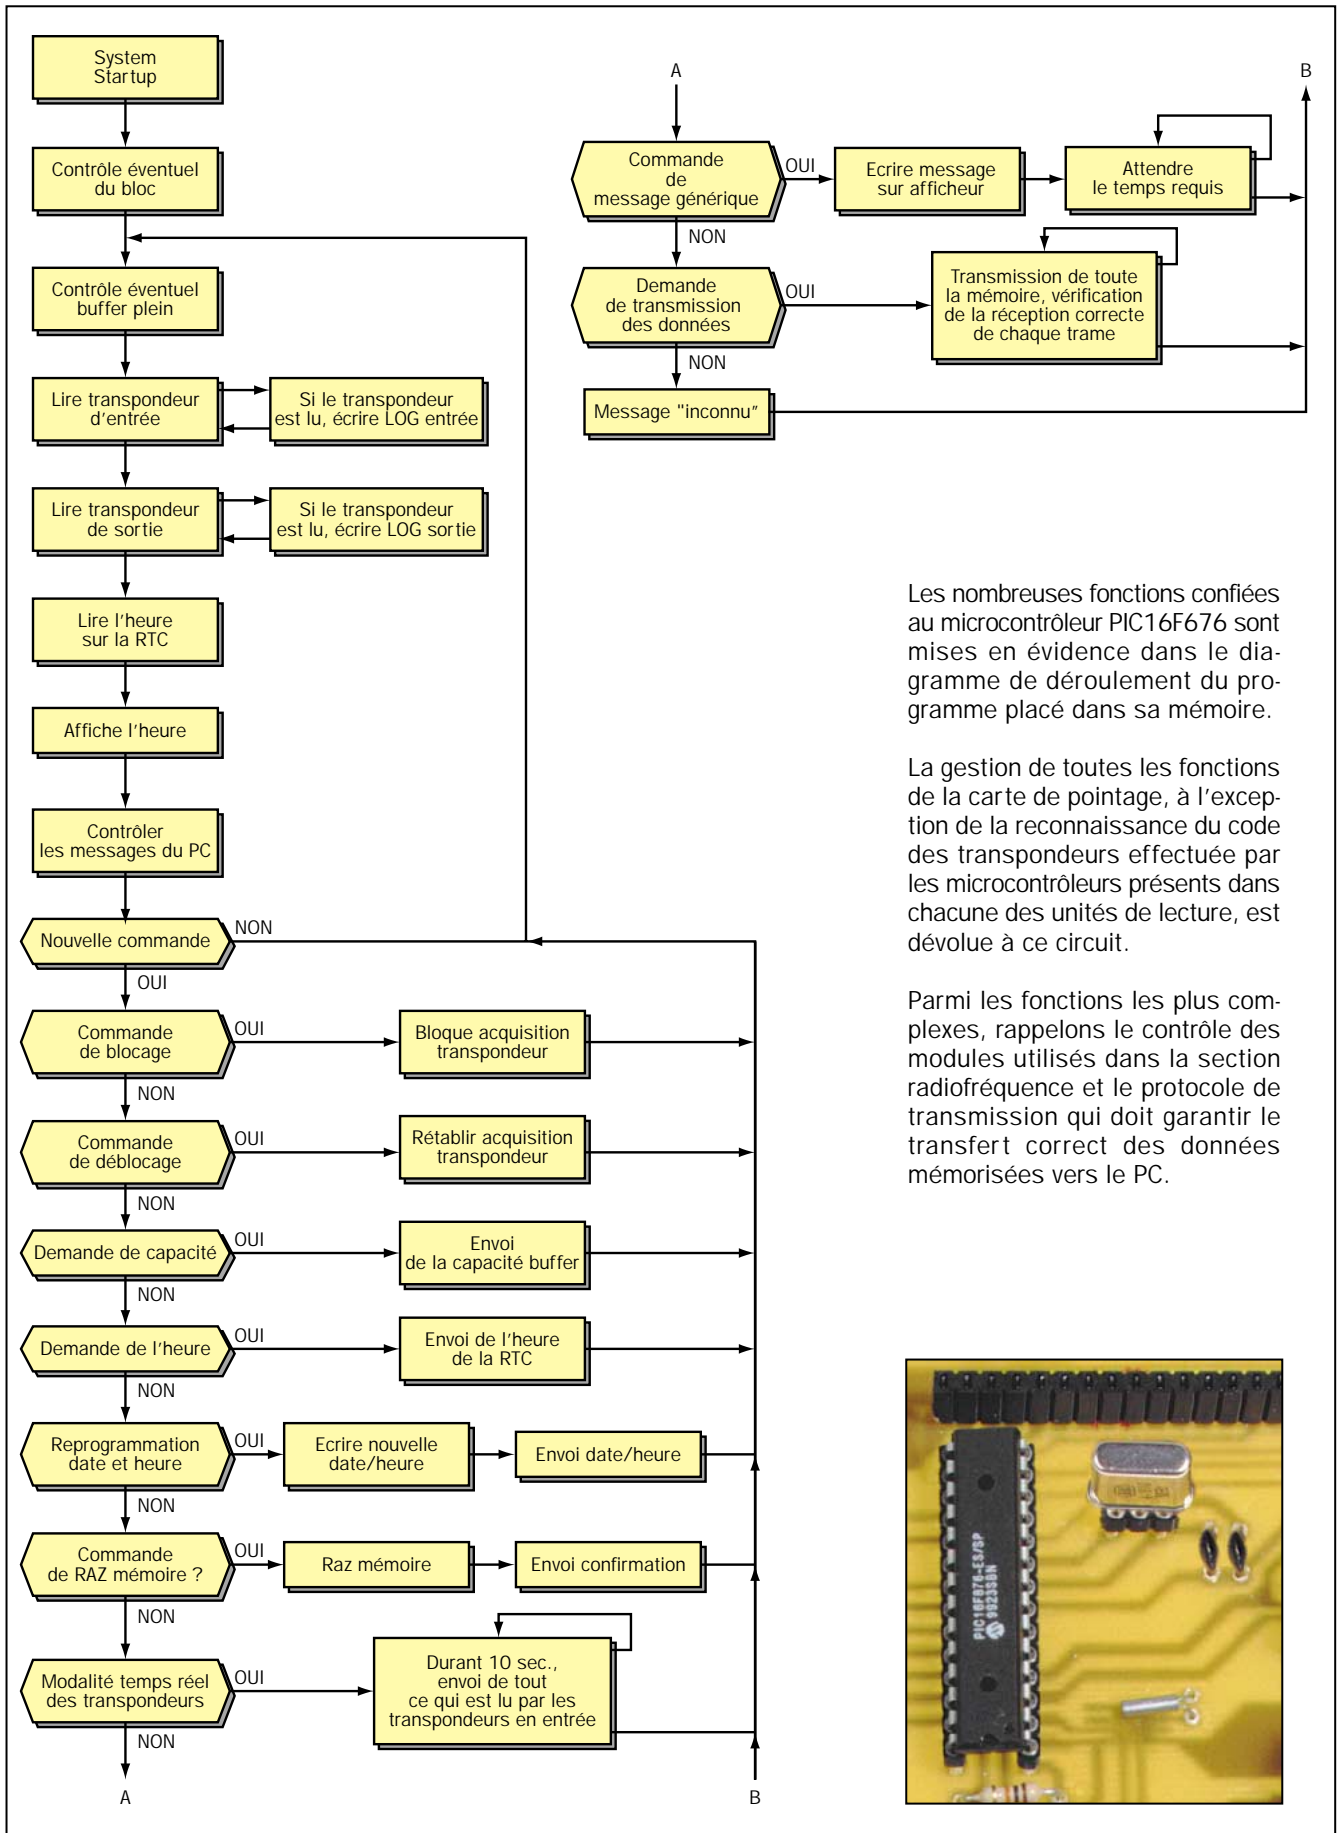 System
Startup
Contrôle éventuel
du bloc
Contrôle éventuel
buffer plein
Lire transpondeur
d'entrée
Si le transpondeur
est lu, écrire LOG entrée
Lire transpondeur
de sortie
Si le transpondeur
est lu, écrire LOG sortie
Lire l'heure
sur la RTC
Affiche l'heure
Contrôler
les messages du PC
Nouvelle commande
NON
OUI
Commande
de blocage
OUI
Bloque acquisition
transpondeur
NON
Commande
de déblocage
OUI
Rétablir acquisition
transpondeur
NON
Demande de capacité
OUI
Envoi
de la capacité buffer
NON
Demande de l'heure
OUI
Envoi de l'heure
de la RTC
NON
Reprogrammation
date et heure
OUI
Ecrire nouvelle
date/heure
Envoi date/heure
NON
Commande
de RAZ mémoire ?
OUI
Raz mémoire
Envoi confirmation
NON
Modalité temps réel
des transpondeurs
OUI
Durant 10 sec.,
envoi de tout
ce qui est lu par les
transpondeurs en entrée
NON
A
B
A
B
Commande
de
message générique
OUI
Ecrire message
sur afficheur
Attendre
le temps requis
NON
Demande
de transmission
des données
OUI
Transmission de toute
la mémoire, vérification
de la réception correcte
de chaque trame
NON
Message "inconnu"
Les nombreuses fonctions confiées
au microcontrôleur PIC16F676 sont
mises en évidence dans le dia-
gramme de déroulement du pro-
gramme placé dans sa mémoire.
La gestion de toutes les fonctions
de la carte de pointage, à l'excep-
tion de la reconnaissance du code
des transpondeurs effectuée par
les microcontrôleurs présents dans
chacune des unités de lecture, est
dévolue à ce circuit.
Parmi les fonctions les plus com-
plexes, rappelons le contrôle des
modules utilisés dans la section
radiofréquence et le protocole de
transmission qui doit garantir le
transfert correct des données
mémorisées vers le PC.
PIC16F876-ES/SP
9923SBN